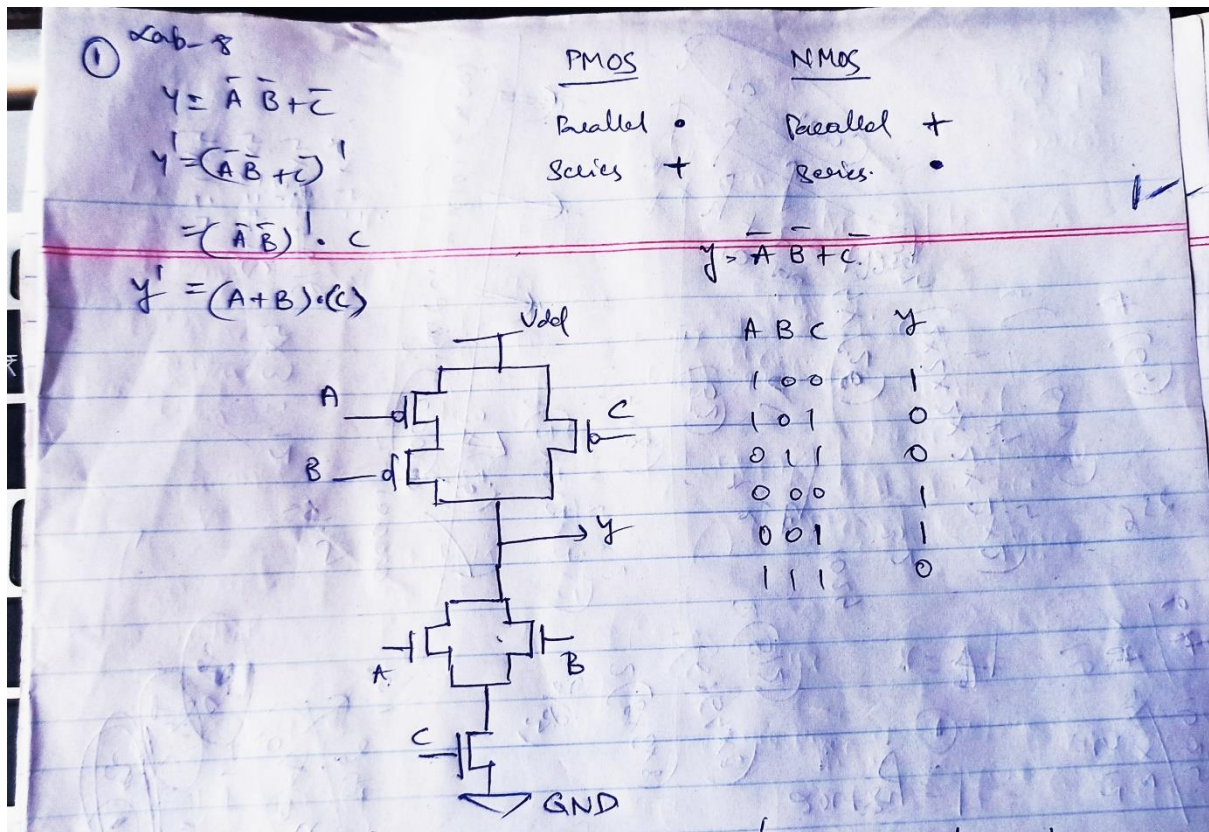 ① Lab-8
Y = A̅ B̅ + C̅
Y' = (A̅ B̅ + C̅)'
= (A̅ B̅)' · C
y' = (A+B)·(C)
PMOS NMOS
Parallel • Parallel +
Series + Series. •
y = A̅ B̅ + C̅.
A B C Y
1 0 0 1
1 0 1 0
0 1 1 0
0 0 0 1
0 0 1 1
1 1 1 0
Vdd
A
C
B
Y
A
B
C
GND